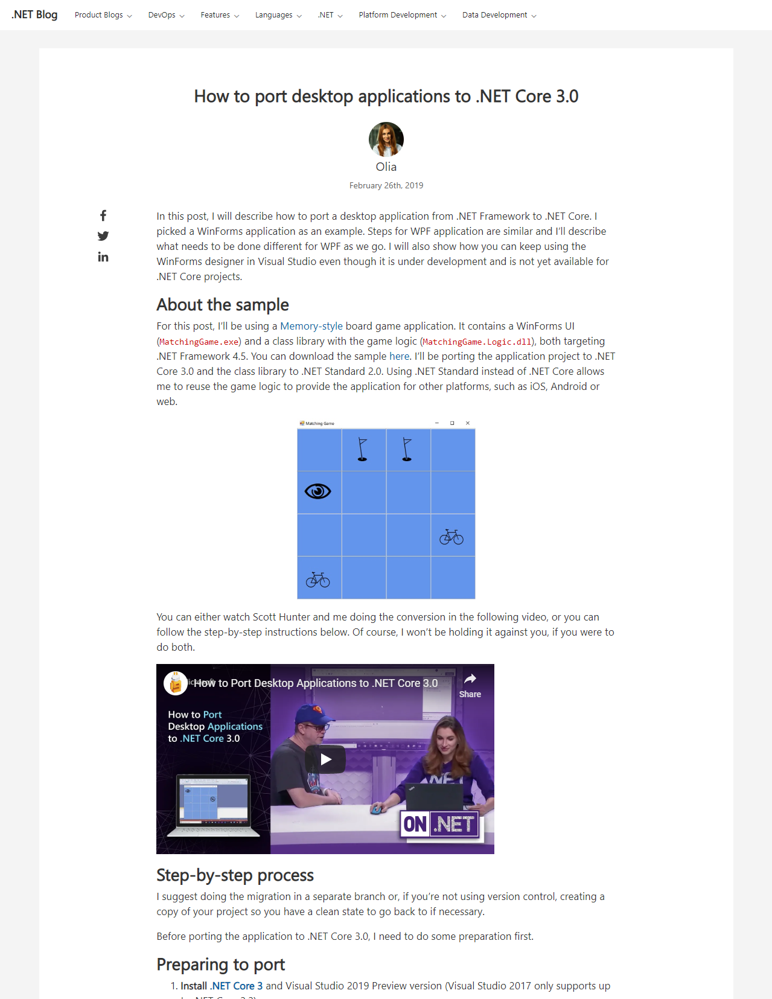 .NET Blog Product Blogs DevOps Features Languages .NET Platform Development Data Development
How to port desktop applications to .NET Core 3.0
Olia
February 26th, 2019
In this post, I will describe how to port a desktop application from .NET Framework to .NET Core. I
picked a WinForms application as an example. Steps for WPF application are similar and I’ll describe
what needs to be done different for WPF as we go. I will also show how you can keep using the
WinForms designer in Visual Studio even though it is under development and is not yet available for
.NET Core projects.
About the sample
For this post, I’ll be using a Memory-style board game application. It contains a WinForms UI
(MatchingGame.exe) and a class library with the game logic (MatchingGame.Logic.dll), both targeting
.NET Framework 4.5. You can download the sample here. I’ll be porting the application project to .NET
Core 3.0 and the class library to .NET Standard 2.0. Using .NET Standard instead of .NET Core allows
me to reuse the game logic to provide the application for other platforms, such as iOS, Android or
web.
Matching Game
You can either watch Scott Hunter and me doing the conversion in the following video, or you can
follow the step-by-step instructions below. Of course, I won’t be holding it against you, if you were to
do both.
How to Port Desktop Applications to .NET Core 3.0
Share
How to Port
Desktop Applications
to .NET Core 3.0
.NET
ON .NET
Step-by-step process
I suggest doing the migration in a separate branch or, if you’re not using version control, creating a
copy of your project so you have a clean state to go back to if necessary.
Before porting the application to .NET Core 3.0, I need to do some preparation first.
Preparing to port
1. Install .NET Core 3 and Visual Studio 2019 Preview version (Visual Studio 2017 only supports up